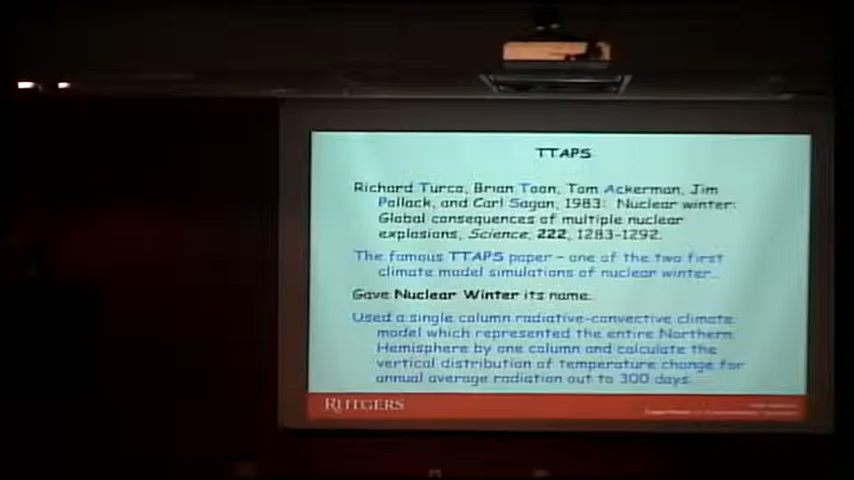 TTAPS
Richard Turco, Brian Toon, Tom Ackerman, Jim
Pollack, and Carl Sagan, 1983: Nuclear winter:
Global consequences of multiple nuclear
explosions, Science, 222, 1283-1292.
The famous TTAPS paper – one of the two first
climate model simulations of nuclear winter.
Gave Nuclear Winter its name.
Used a single column radiative-convective climate
model which represented the entire Northern
Hemisphere by one column and calculate the
vertical distribution of temperature change for
annual average radiation out to 300 days.
RUTGERS